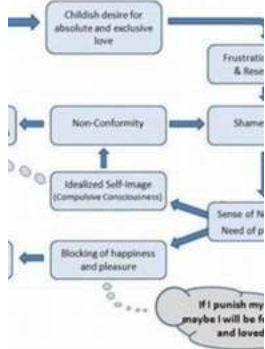 Childish desire for
absolute and exclusive
love
Non-Conformity
Shame
Idealized Self-Image
(Compulsive Consciousness)
Sense of
Need of
Blocking of happiness
and pleasure
If I punish
maybe I will be
and loved